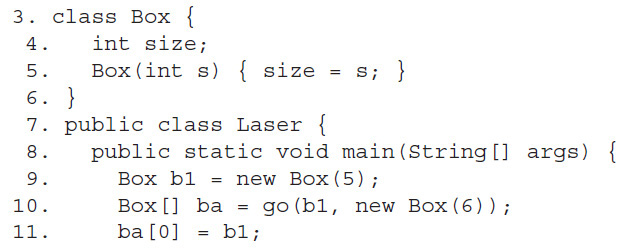 3. class Box {
4.   int size;
5.   Box(int s) { size = s; }
6. }
7. public class Laser {
8.   public static void main(String[] args) {
9.     Box b1 = new Box(5);
10.     Box[] ba = go(b1, new Box(6));
11.     ba[0] = b1;